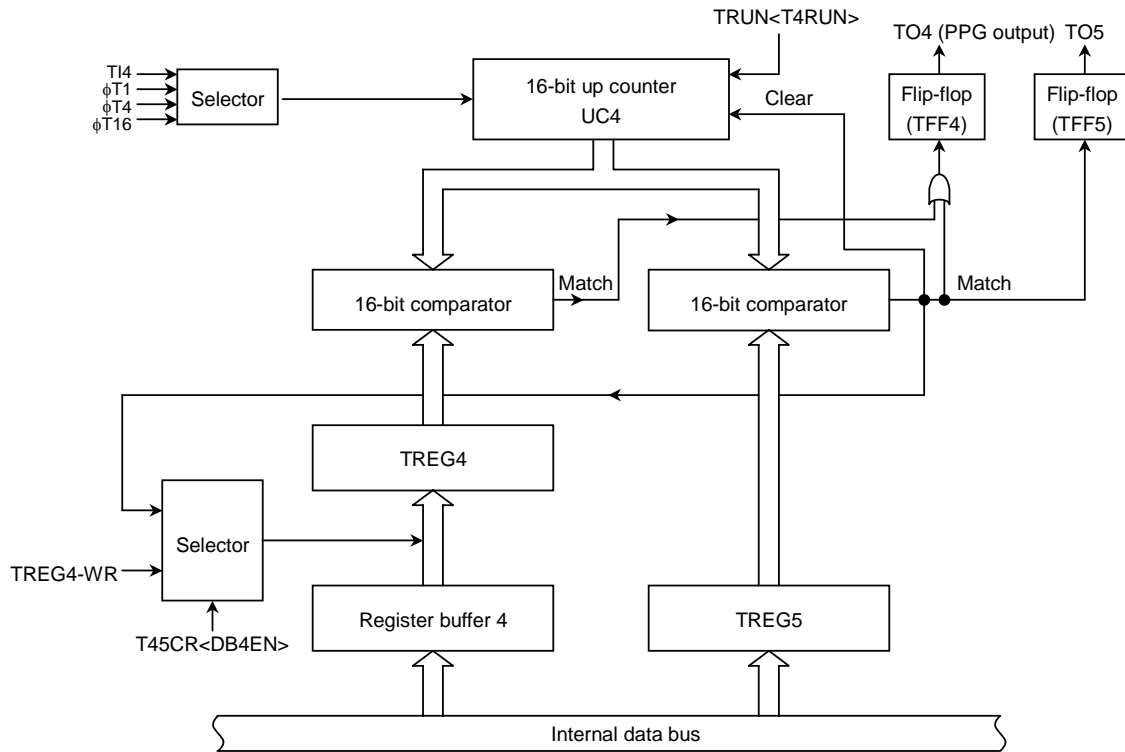 TRUN<T4RUN>
TO4 (PPG output) TO5
TI4
ϕT1
ϕT4
ϕT16
Selector
16-bit up counter
UC4
Clear
Flip-flop
(TFF4)
Flip-flop
(TFF5)
16-bit comparator
Match
16-bit comparator
Match
TREG4
Selector
TREG4-WR
T45CR<DB4EN>
Register buffer 4
TREG5
Internal data bus